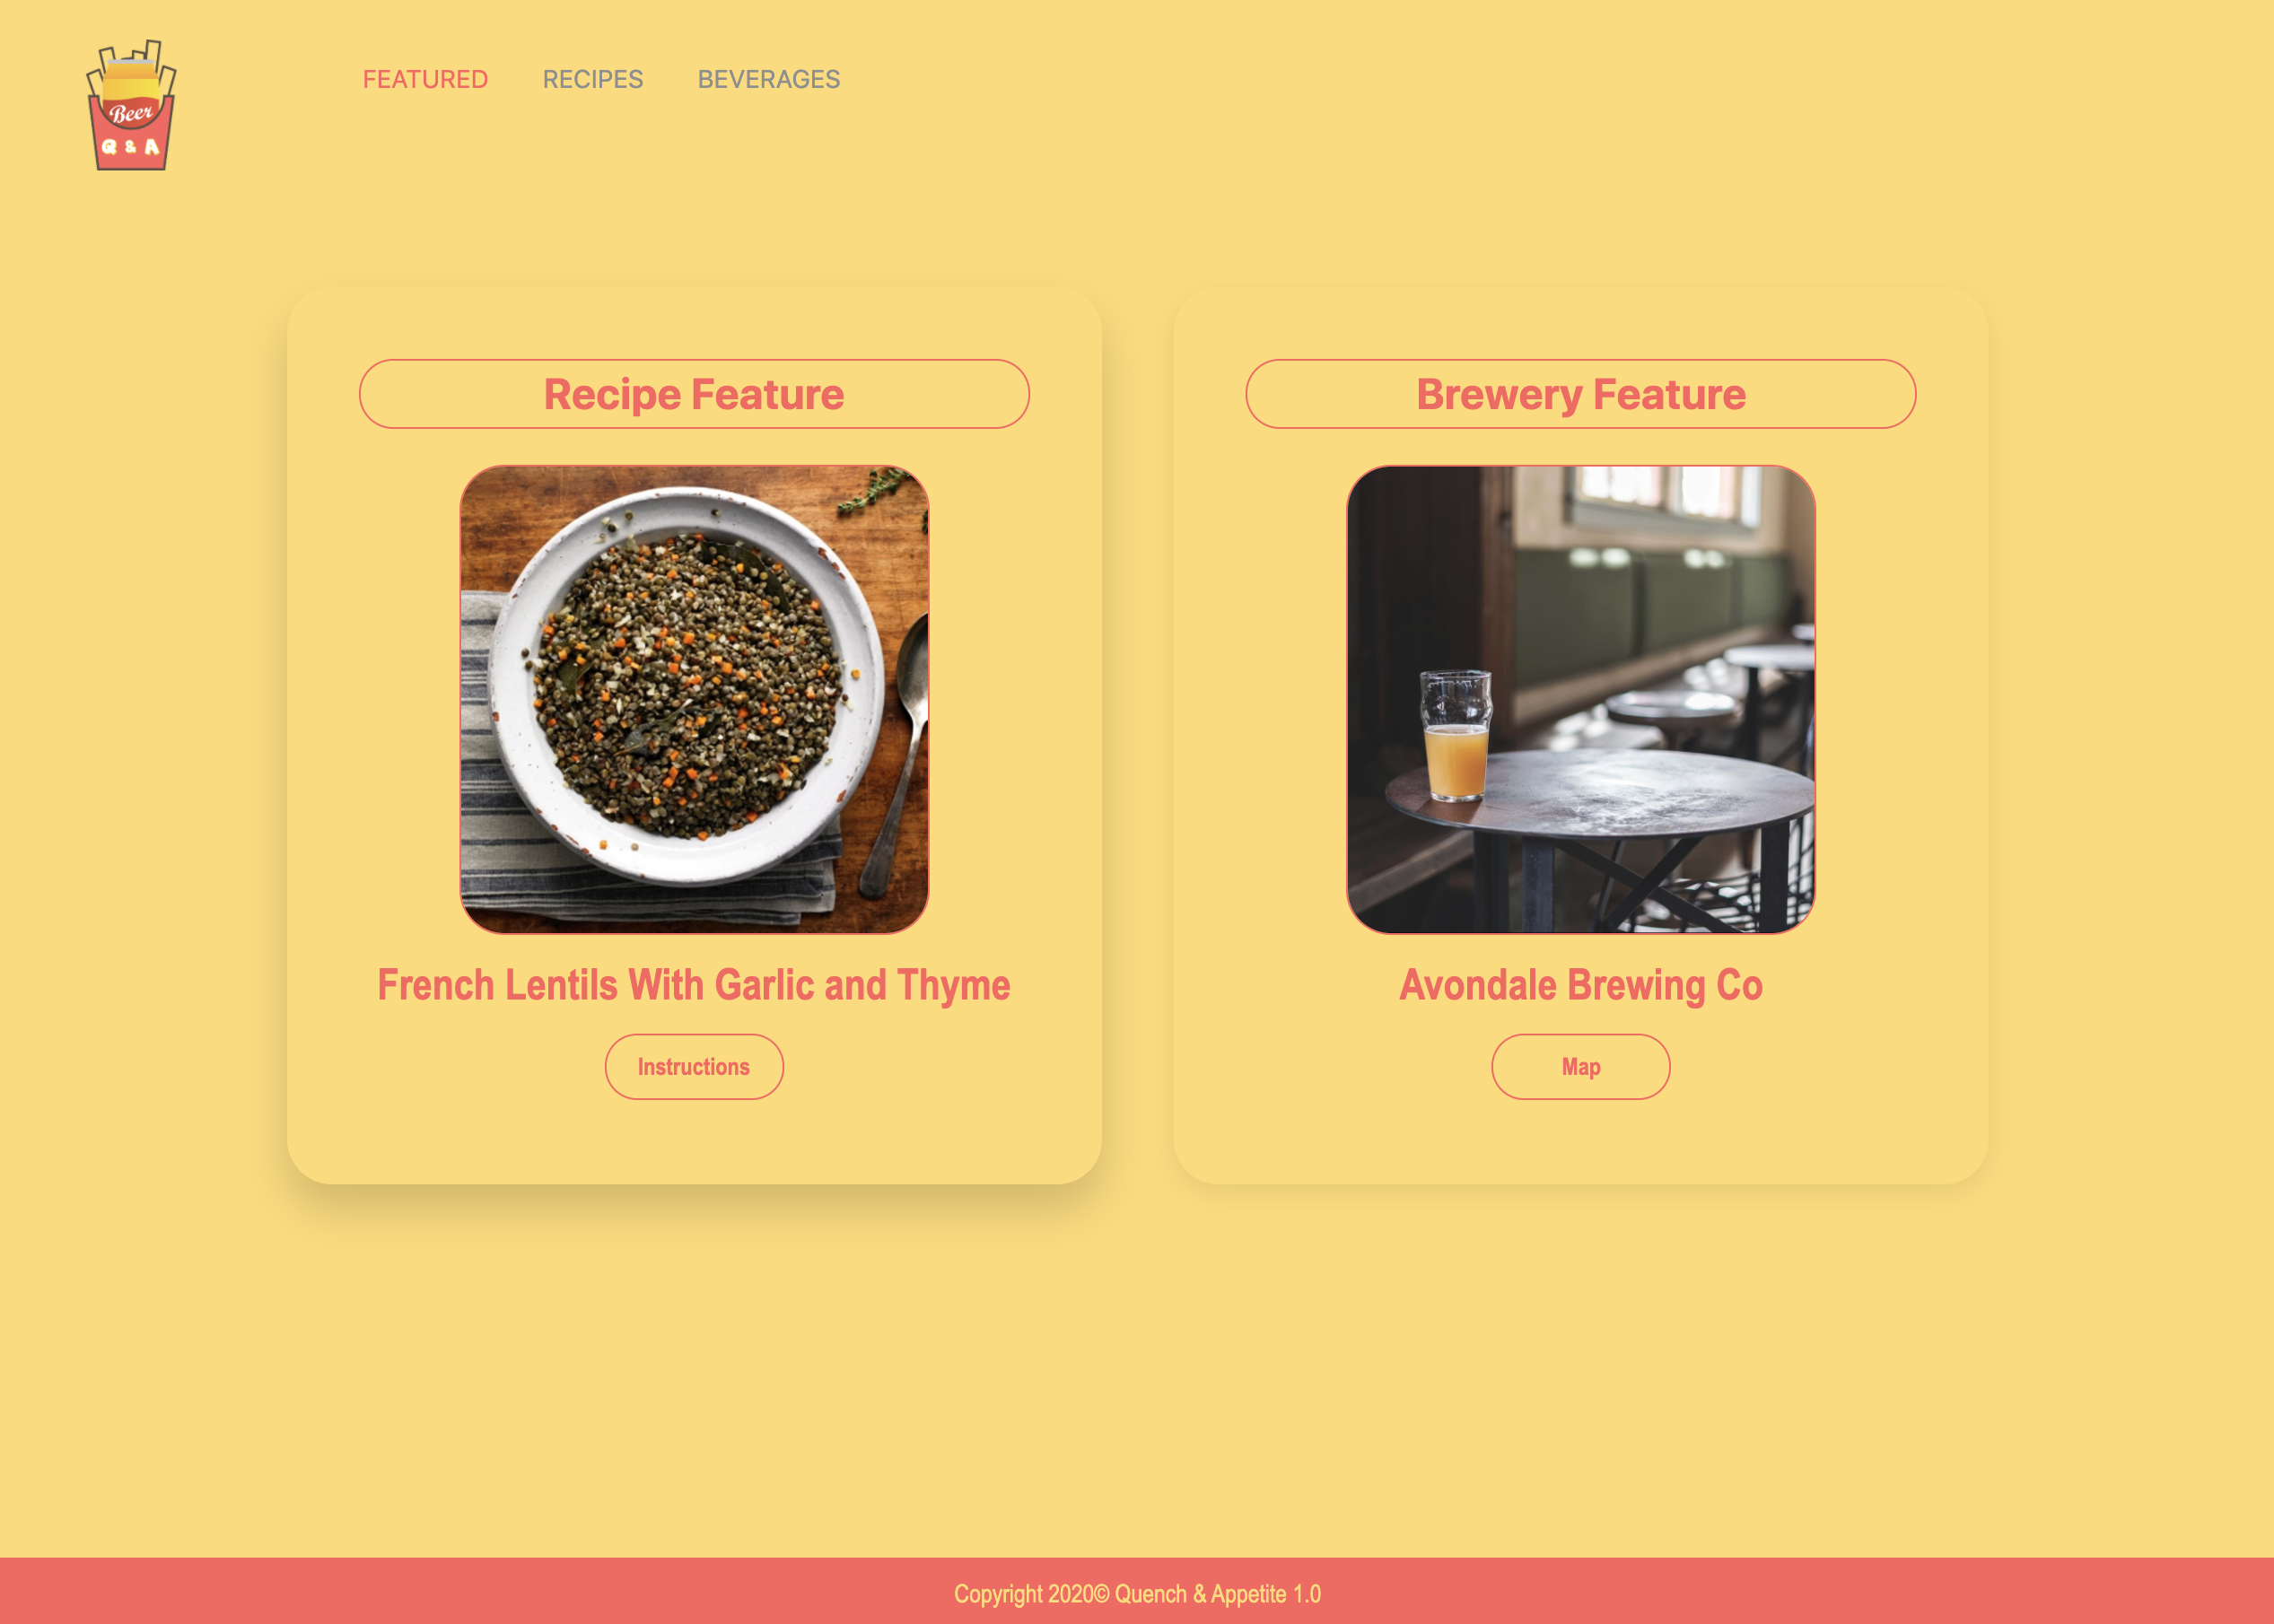 Beer
Q & A
FEATURED RECIPES BEVERAGES
Recipe Feature
French Lentils With Garlic and Thyme
Instructions
Brewery Feature
Avondale Brewing Co
Map
Copyright 2020© Quench & Appetite 1.0